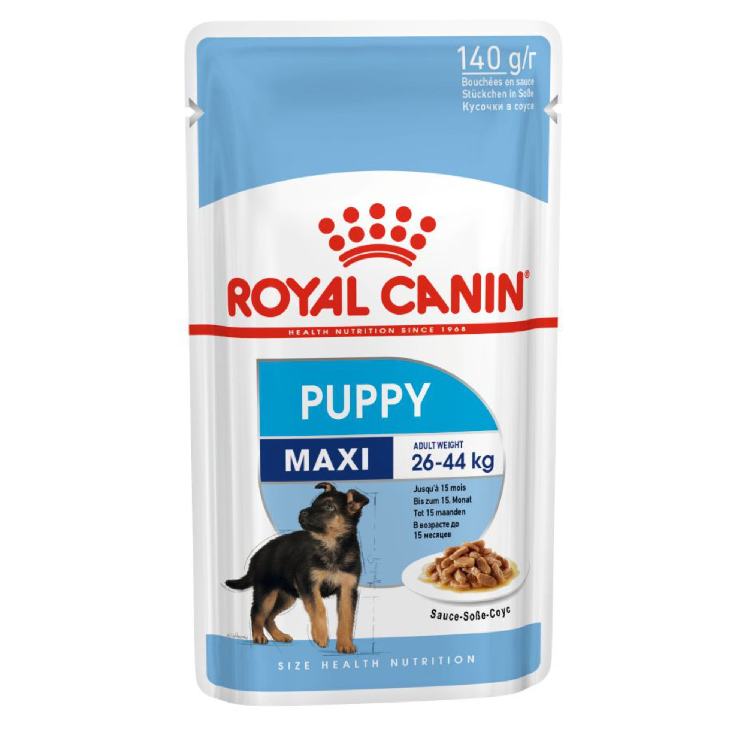 140 g/г
Bouchées en sauce
Stückchen in Soße
Кусочки в соусе
ROYAL CANIN®
HEALTH NUTRITION SINCE 1968
PUPPY
MAXI
ADULT WEIGHT
26-44 kg
Jusqu'à 15 mois
Bis zum 15. Monat
Tot 15 maanden
В возрасте до
15 месяцев
Sauce-Soße-Соус
SIZE HEALTH NUTRITION